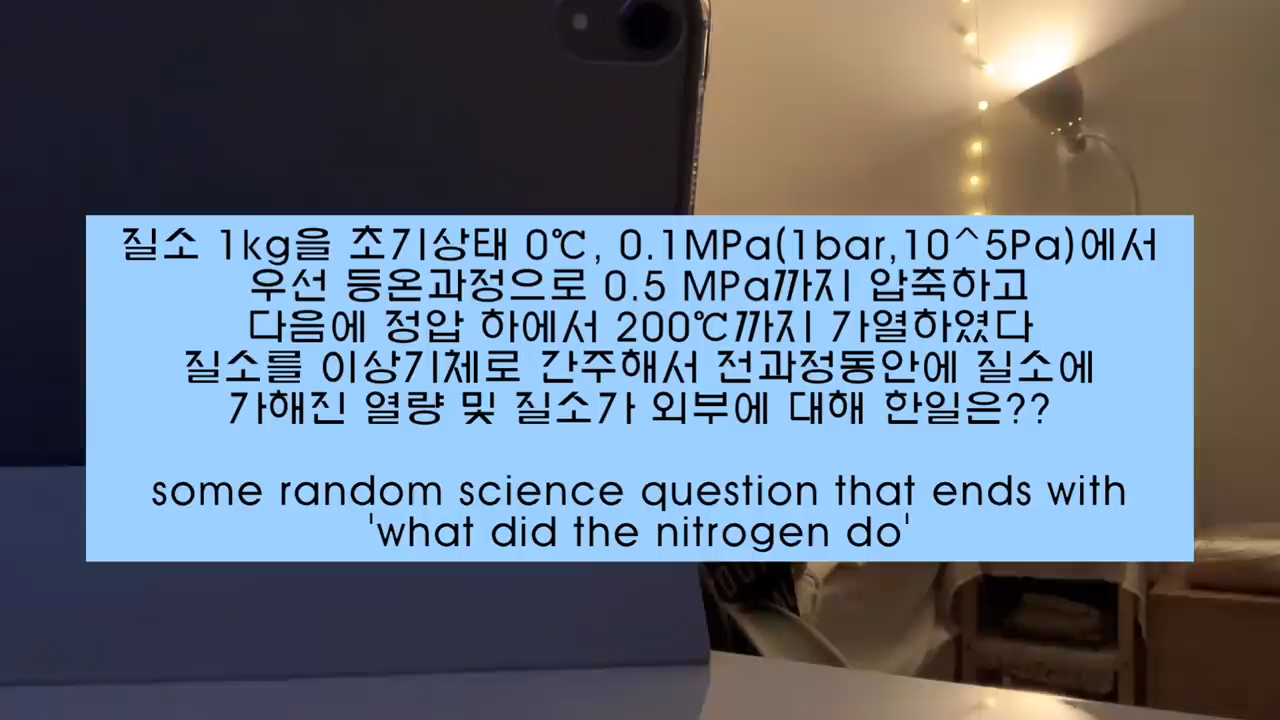 질소 1kg을 초기상태 0℃, 0.1MPa(1bar,10^5Pa)에서
우선 등온과정으로 0.5 MPa까지 압축하고
다음에 정압 하에서 200℃까지 가열하였다
질소를 이상기체로 간주해서 전과정동안에 질소에
가해진 열량 및 질소가 외부에 대해 한일은??
some random science question that ends with
'what did the nitrogen do'